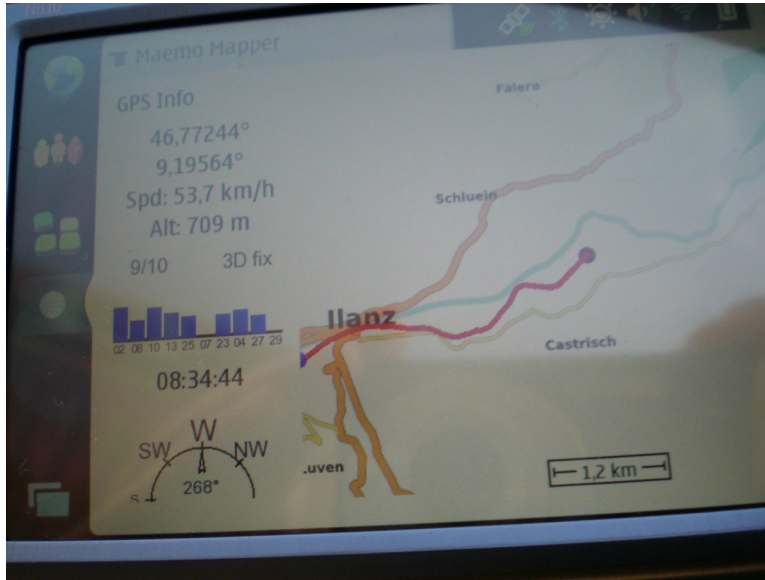 Maemo Mapper
GPS Info
46,77244°
9,19564°
Spd: 53,7 km/h
Alt: 709 m
9/10 3D fix
02 08 10 13 25 07 23 04 27 29
08:34:44
S SW W NW
268°
Falera
Schluein
Ilanz
Castrisch
.uven
1,2 km